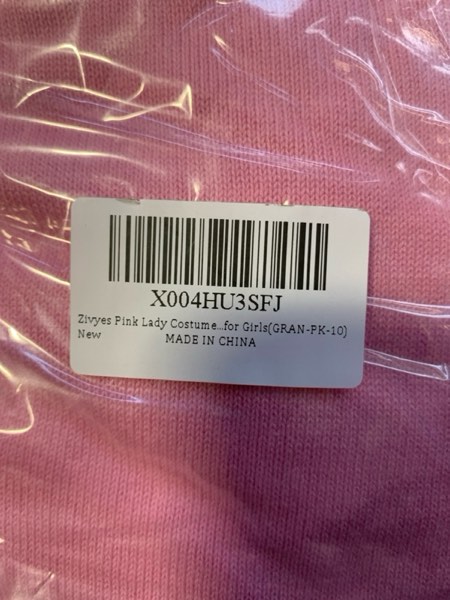 X004HU3SFJ
Zivyes Pink Lady Costume...for Girls(GRAN-PK-10)
New
MADE IN CHINA